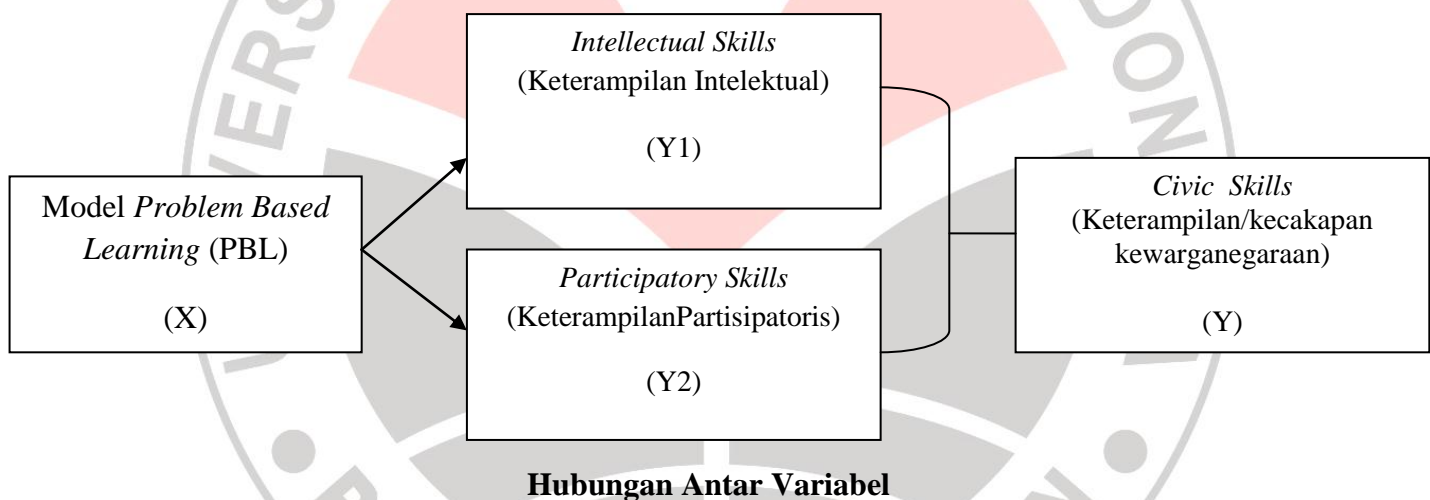 Intellectual Skills
(Keterampilan Intelektual)
(Y1)
Model Problem Based
Learning (PBL)
(X)
Participatory Skills
(KeterampilanPartisipatoris)
(Y2)
Civic Skills
(Keterampilan/kecakapan
kewarganegaraan)
(Y)
Hubungan Antar Variabel